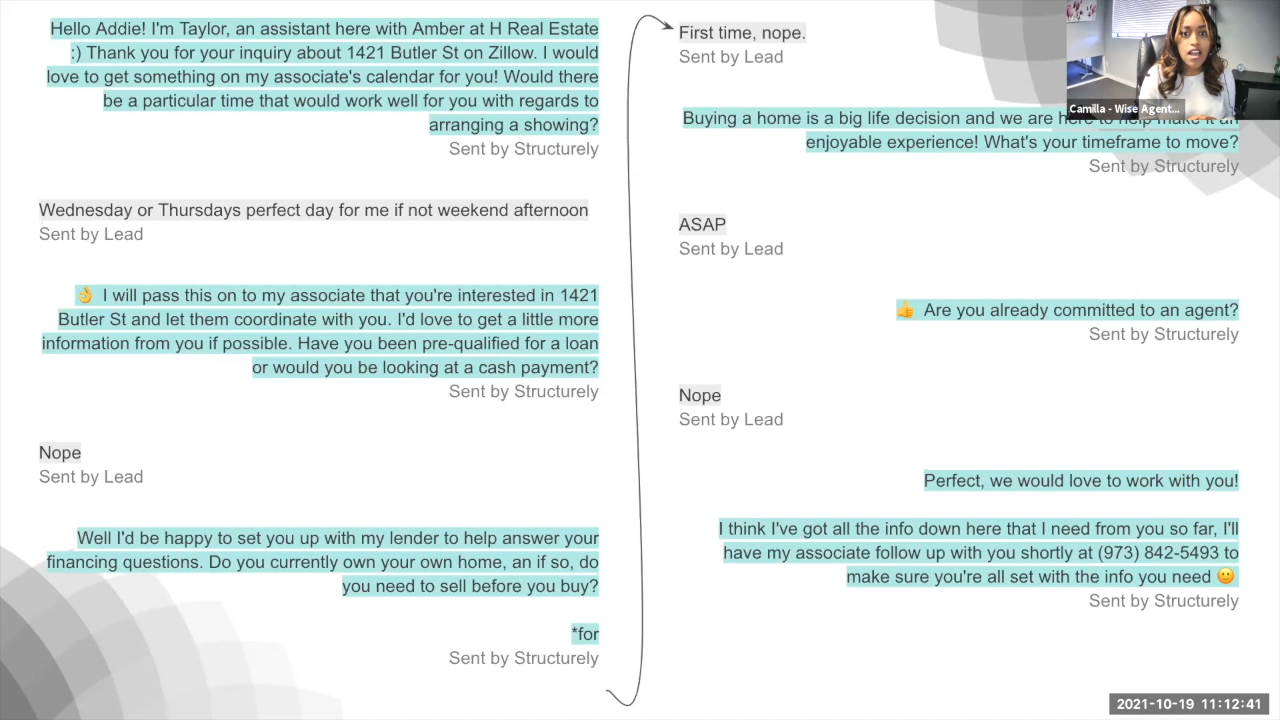 Hello Addie! I'm Taylor, an assistant here with Amber at H Real Estate
:) Thank you for your inquiry about 1421 Butler St on Zillow. I would
love to get something on my associate's calendar for you! Would there
be a particular time that would work well for you with regards to
arranging a showing?
Sent by Structurely
Wednesday or Thursdays perfect day for me if not weekend afternoon
Sent by Lead
👌 I will pass this on to my associate that you're interested in 1421
Butler St and let them coordinate with you. I'd love to get a little more
information from you if possible. Have you been pre-qualified for a loan
or would you be looking at a cash payment?
Sent by Structurely
Nope
Sent by Lead
Well I'd be happy to set you up with my lender to help answer your
financing questions. Do you currently own your own home, an if so, do
you need to sell before you buy?
*for
Sent by Structurely
First time, nope.
Sent by Lead
Buying a home is a big life decision and we are here to help make it an
enjoyable experience! What's your timeframe to move?
Sent by Structurely
ASAP
Sent by Lead
👍 Are you already committed to an agent?
Sent by Structurely
Nope
Sent by Lead
Perfect, we would love to work with you!
I think I've got all the info down here that I need from you so far, I'll
have my associate follow up with you shortly at (973) 842-5493 to
make sure you're all set with the info you need 🙂
Sent by Structurely
Camilla - Wise Agent...
2021-10-19 11:12:41